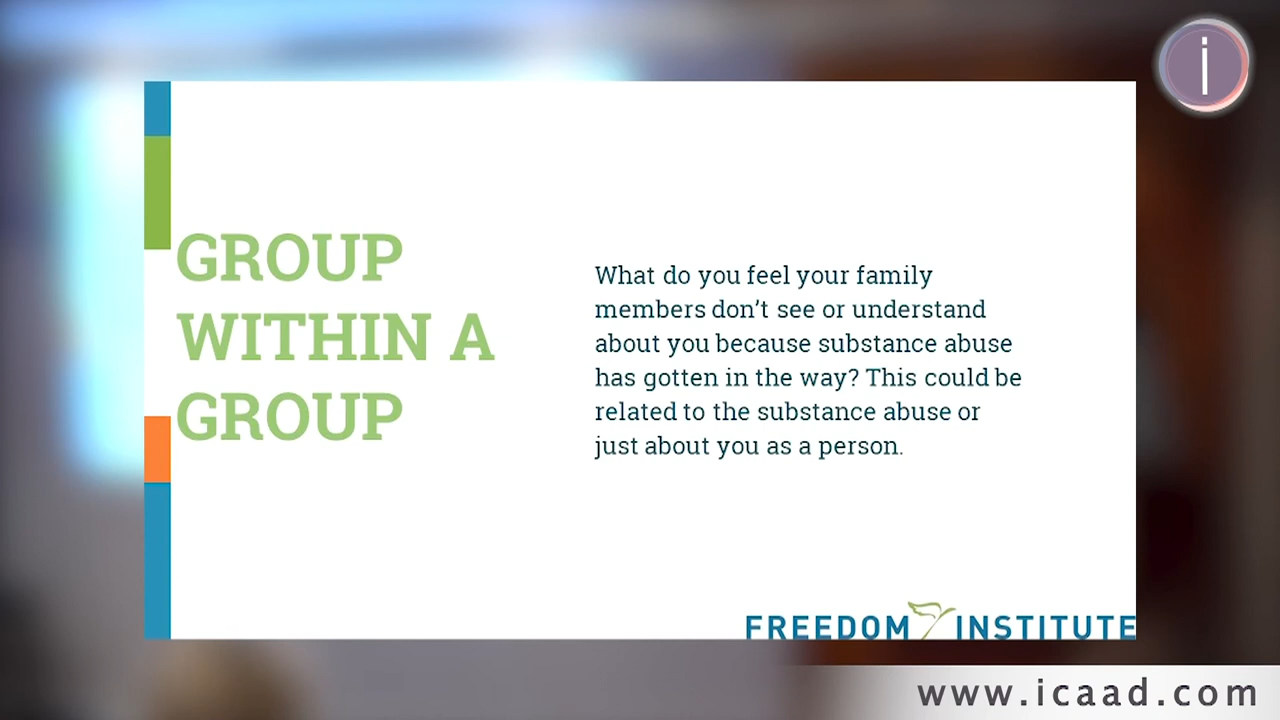 i
GROUP
WITHIN A
GROUP
What do you feel your family
members don’t see or understand
about you because substance abuse
has gotten in the way? This could be
related to the substance abuse or
just about you as a person.
FREEDOM INSTITUTE
www.icaad.com